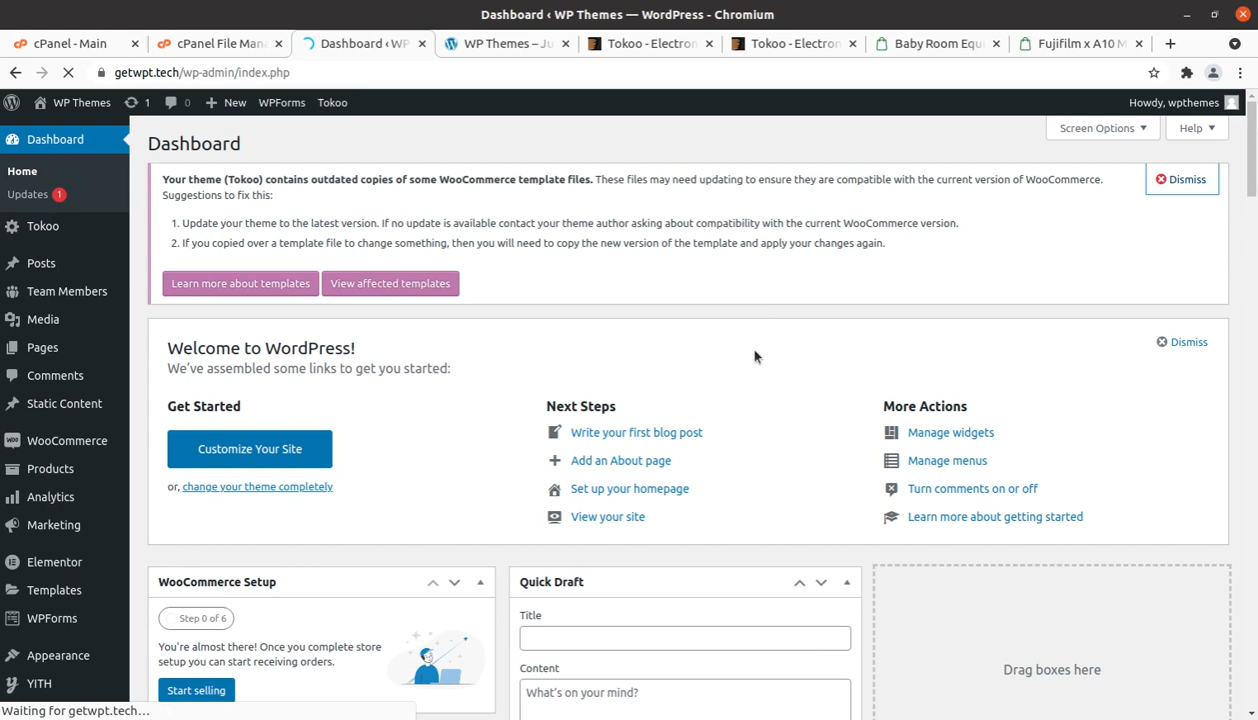 Dashboard ‹ WP Themes — WordPress - Chromium
cPanel - Main
cPanel File Man
Dashboard ‹ WP
WP Themes – Ju
Tokoo - Electron
Tokoo - Electron
Baby Room Equi
Fujifilm x A10 M
getwpt.tech/wp-admin/index.php
WP Themes
1
0
New
WPForms
Tokoo
Howdy, wpthemes
Dashboard
Home
Updates 1
Tokoo
Posts
Team Members
Media
Pages
Comments
Static Content
WooCommerce
Products
Analytics
Marketing
Elementor
Templates
WPForms
Appearance
YITH
Waiting for getwpt.tech...
Screen Options
Help
Dashboard
Your theme (Tokoo) contains outdated copies of some WooCommerce template files. These files may need updating to ensure they are compatible with the current version of WooCommerce.
Suggestions to fix this:
Dismiss
1. Update your theme to the latest version. If no update is available contact your theme author asking about compatibility with the current WooCommerce version.
2. If you copied over a template file to change something, then you will need to copy the new version of the template and apply your changes again.
Learn more about templates
View affected templates
Welcome to WordPress!
We've assembled some links to get you started:
Dismiss
Get Started
Customize Your Site
or, change your theme completely
Next Steps
Write your first blog post
Add an About page
Set up your homepage
View your site
More Actions
Manage widgets
Manage menus
Turn comments on or off
Learn more about getting started
WooCommerce Setup
Step 0 of 6
You're almost there! Once you complete store
setup you can start receiving orders.
Start selling
Quick Draft
Title
Content
What's on your mind?
Drag boxes here